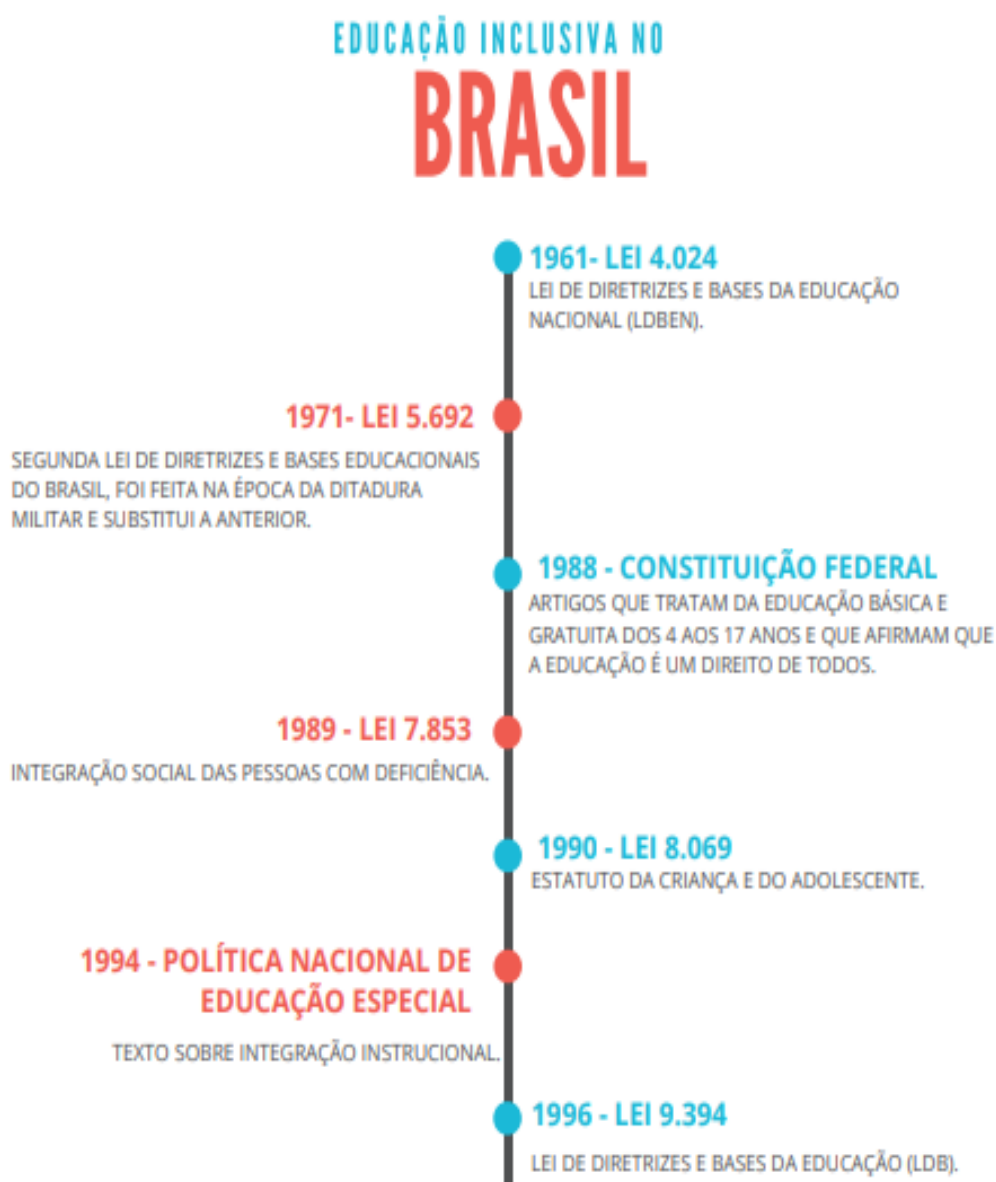 EDUCAÇÃO INCLUSIVA NO
BRASIL
1961- LEI 4.024
LEI DE DIRETRIZES E BASES DA EDUCAÇÃO
NACIONAL (LDBEN).
1971- LEI 5.692
SEGUNDA LEI DE DIRETRIZES E BASES EDUCACIONAIS
DO BRASIL, FOI FEITA NA ÉPOCA DA DITADURA
MILITAR E SUBSTITUI A ANTERIOR.
1988 - CONSTITUIÇÃO FEDERAL
ARTIGOS QUE TRATAM DA EDUCAÇÃO BÁSICA E
GRATUITA DOS 4 AOS 17 ANOS E QUE AFIRMAM QUE
A EDUCAÇÃO É UM DIREITO DE TODOS.
1989 - LEI 7.853
INTEGRAÇÃO SOCIAL DAS PESSOAS COM DEFICIÊNCIA.
1990 - LEI 8.069
ESTATUTO DA CRIANÇA E DO ADOLESCENTE.
1994 - POLÍTICA NACIONAL DE
EDUCAÇÃO ESPECIAL
TEXTO SOBRE INTEGRAÇÃO INSTRUCIONAL.
1996 - LEI 9.394
LEI DE DIRETRIZES E BASES DA EDUCAÇÃO (LDB).